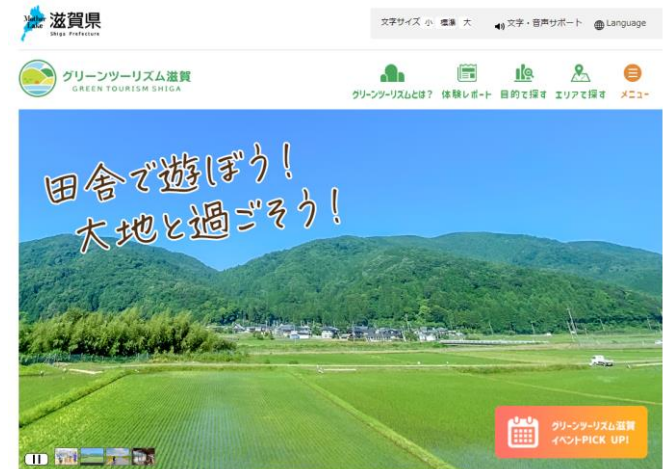 Mother Lake
滋賀県
Shiga Prefecture
文字サイズ 小 標準 大
文字・音声サポート
Language
グリーンツーリズム滋賀
GREEN TOURISM SHIGA
グリーンツーリズムとは?
体験レポート
目的で探す
エリアで探す
メニュー
田舎で遊ぼう!
大地と過ごそう!
グリーンツーリズム滋賀
イベントPICK UP!